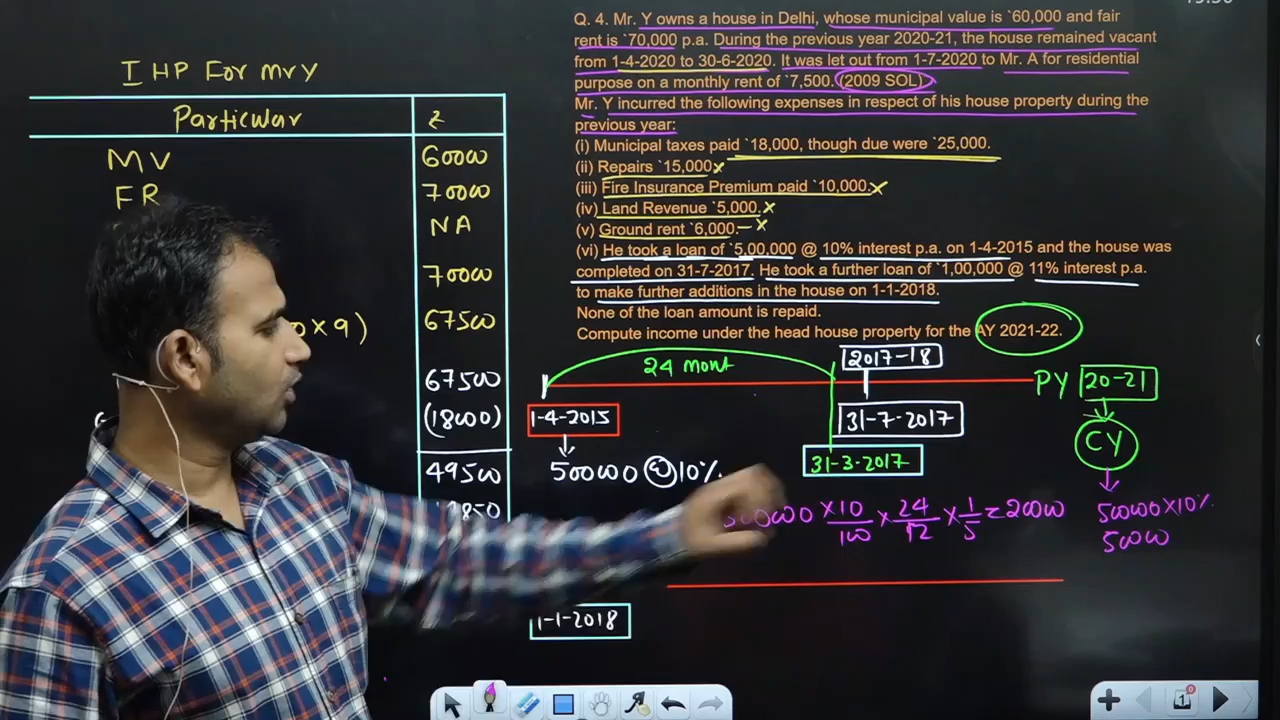 Q. 4. Mr. Y owns a house in Delhi, whose municipal value is `60,000 and fair
rent is `70,000 p.a. During the previous year 2020-21, the house remained vacant
from 1-4-2020 to 30-6-2020. It was let out from 1-7-2020 to Mr. A for residential
purpose on a monthly rent of `7,500. (2009 SOL)
Mr. Y incurred the following expenses in respect of his house property during the
previous year:
(i) Municipal taxes paid `18,000, though due were `25,000.
(ii) Repairs `15,000. x
(iii) Fire Insurance Premium paid `10,000. x
(iv) Land Revenue `5,000. x
(v) Ground rent `6,000. – x
(vi) He took a loan of `5,00,000 @ 10% interest p.a. on 1-4-2015 and the house was
completed on 31-7-2017. He took a further loan of `1,00,000 @ 11% interest p.a.
to make further additions in the house on 1-1-2018.
None of the loan amount is repaid.
Compute income under the head house property for the AY 2021-22.
I HP For Mr Y
Particular ₹
MV 60000
FR 70000
NA
70000
0 x 9) 67500
67500
(18000)
49500
24 mont
2017-18
PY 20-21
1-4-2015
31-7-2017
CY
31-3-2017
500000 @ 10%
x 10/100 x 24/12 x 1/5 = 20000
500000 x 10%
50000
1-1-2018